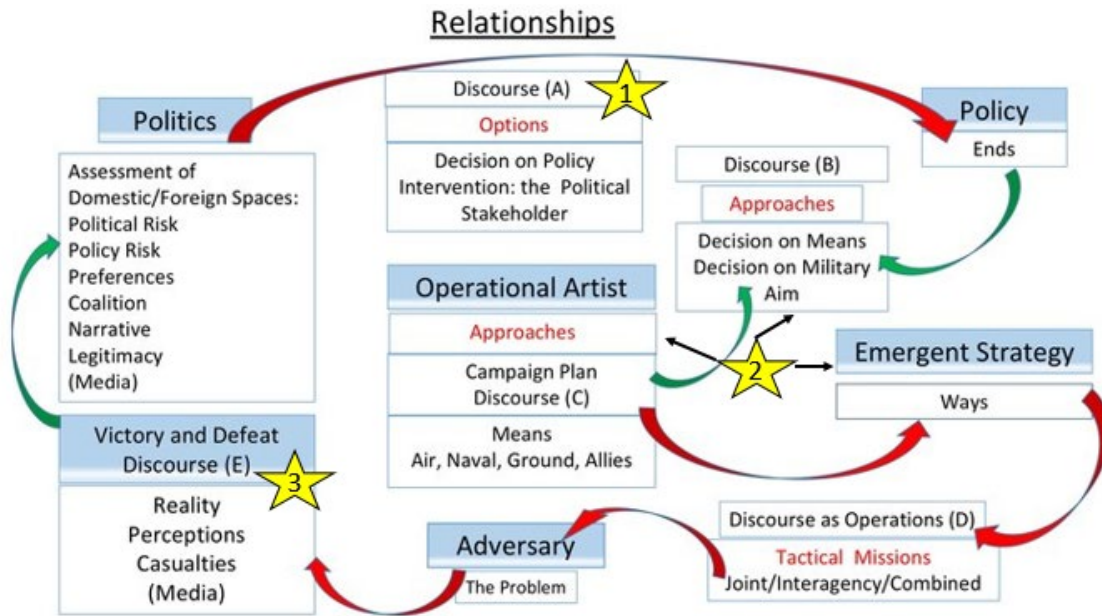 Relationships
Politics
Assessment of
Domestic/Foreign Spaces:
Political Risk
Policy Risk
Preferences
Coalition
Narrative
Legitimacy
(Media)
Discourse (A)
1
Options
Decision on Policy
Intervention: the Political
Stakeholder
Policy
Ends
Discourse (B)
Approaches
Decision on Means
Decision on Military
Aim
Operational Artist
Approaches
Campaign Plan
Discourse (C)
Means
Air, Naval, Ground, Allies
2
Emergent Strategy
Ways
Discourse as Operations (D)
Tactical Missions
Joint/Interagency/Combined
Adversary
The Problem
Victory and Defeat
Discourse (E)
3
Reality
Perceptions
Casualties
(Media)